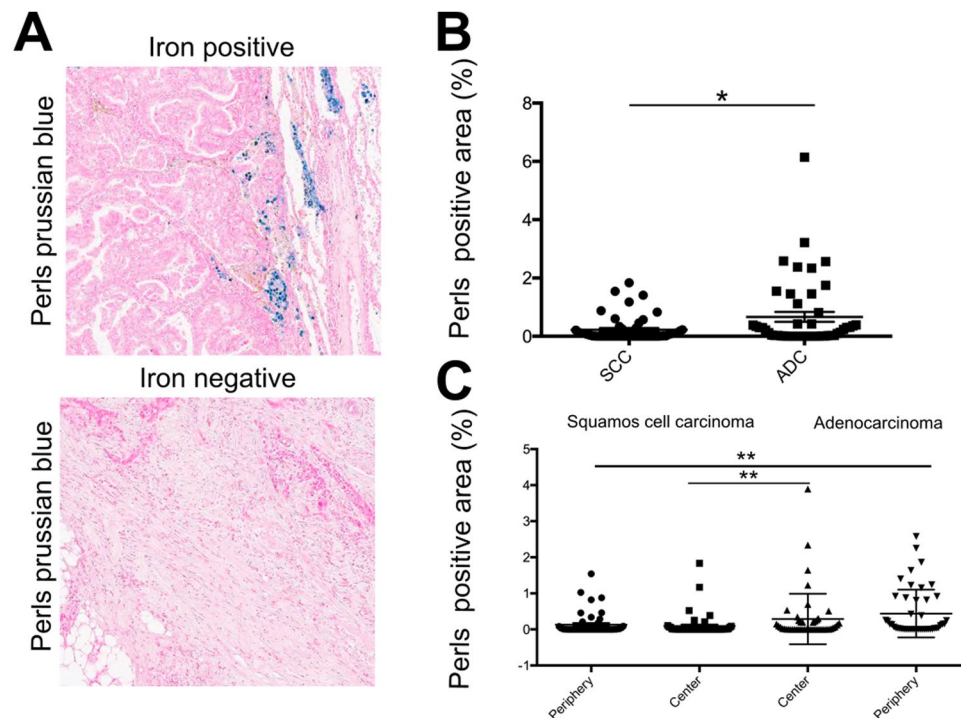 A
Iron positive
Perls prussian blue
Iron negative
Perls prussian blue
B
Perls positive area (%)
8
6
4
2
0
*
SCC
ADC
C
Squamos cell carcinoma
Adenocarcinoma
Perls positive area (%)
5
4
3
2
1
0
-1
**
**
Periphery
Center
Center
Periphery